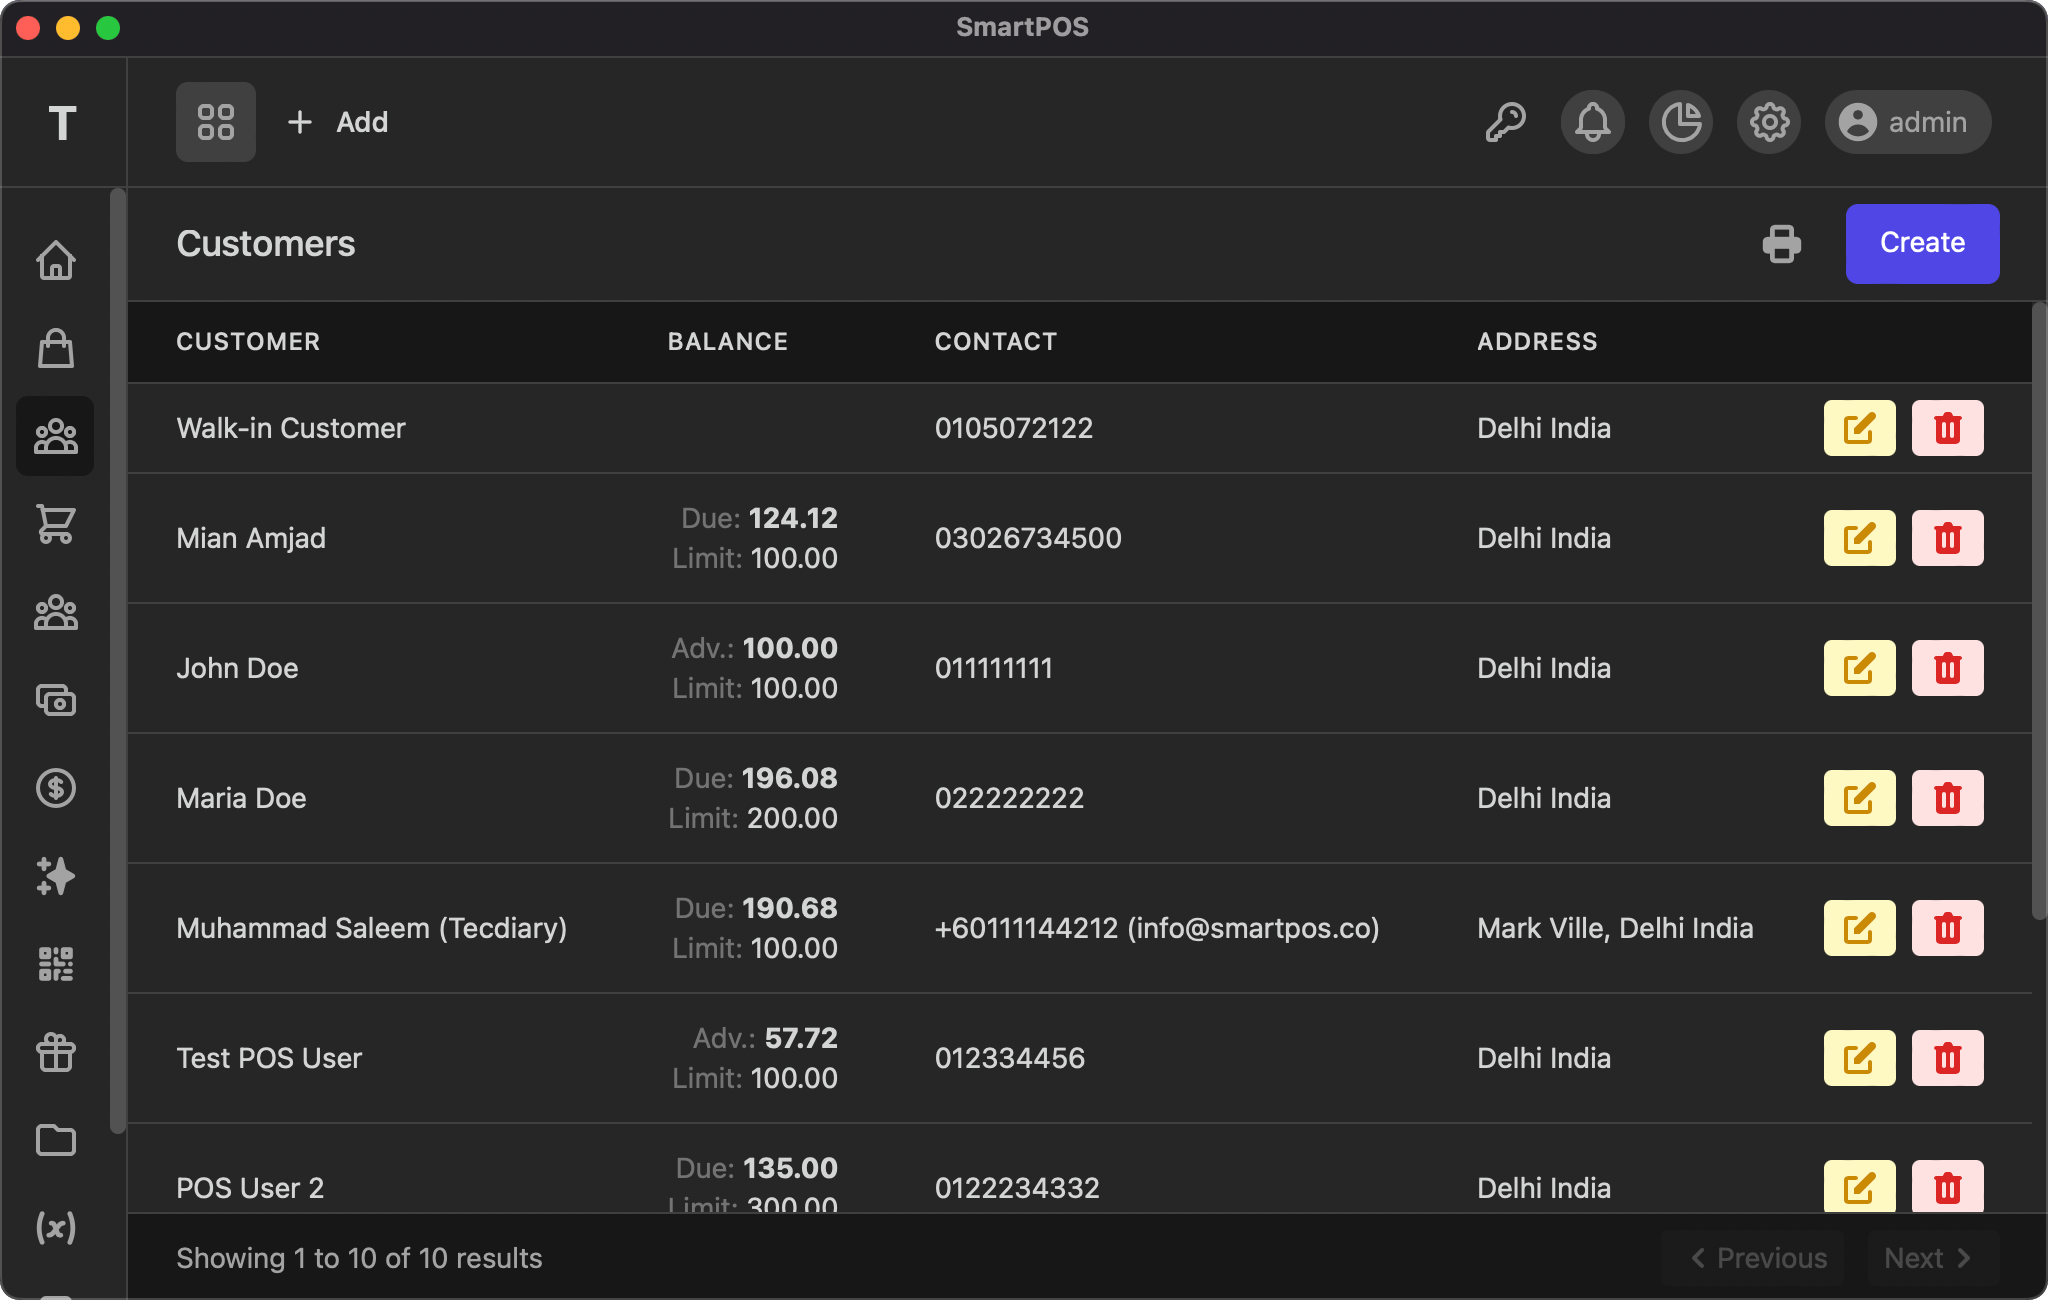 SmartPOS
T
+ Add
admin
Customers
Create
CUSTOMER BALANCE CONTACT ADDRESS
Walk-in Customer 0105072122 Delhi India
Due: 124.12
Mian Amjad 03026734500 Delhi India
Limit: 100.00
Adv.: 100.00
John Doe 011111111 Delhi India
Limit: 100.00
Due: 196.08
Maria Doe 022222222 Delhi India
Limit: 200.00
Due: 190.68
Muhammad Saleem (Tecdiary) +60111144212 (info@smartpos.co) Mark Ville, Delhi India
Limit: 100.00
Adv.: 57.72
Test POS User 012334456 Delhi India
Limit: 100.00
Due: 135.00
POS User 2 0122234332 Delhi India
Limit: 300.00
(x)
Showing 1 to 10 of 10 results
Previous Next